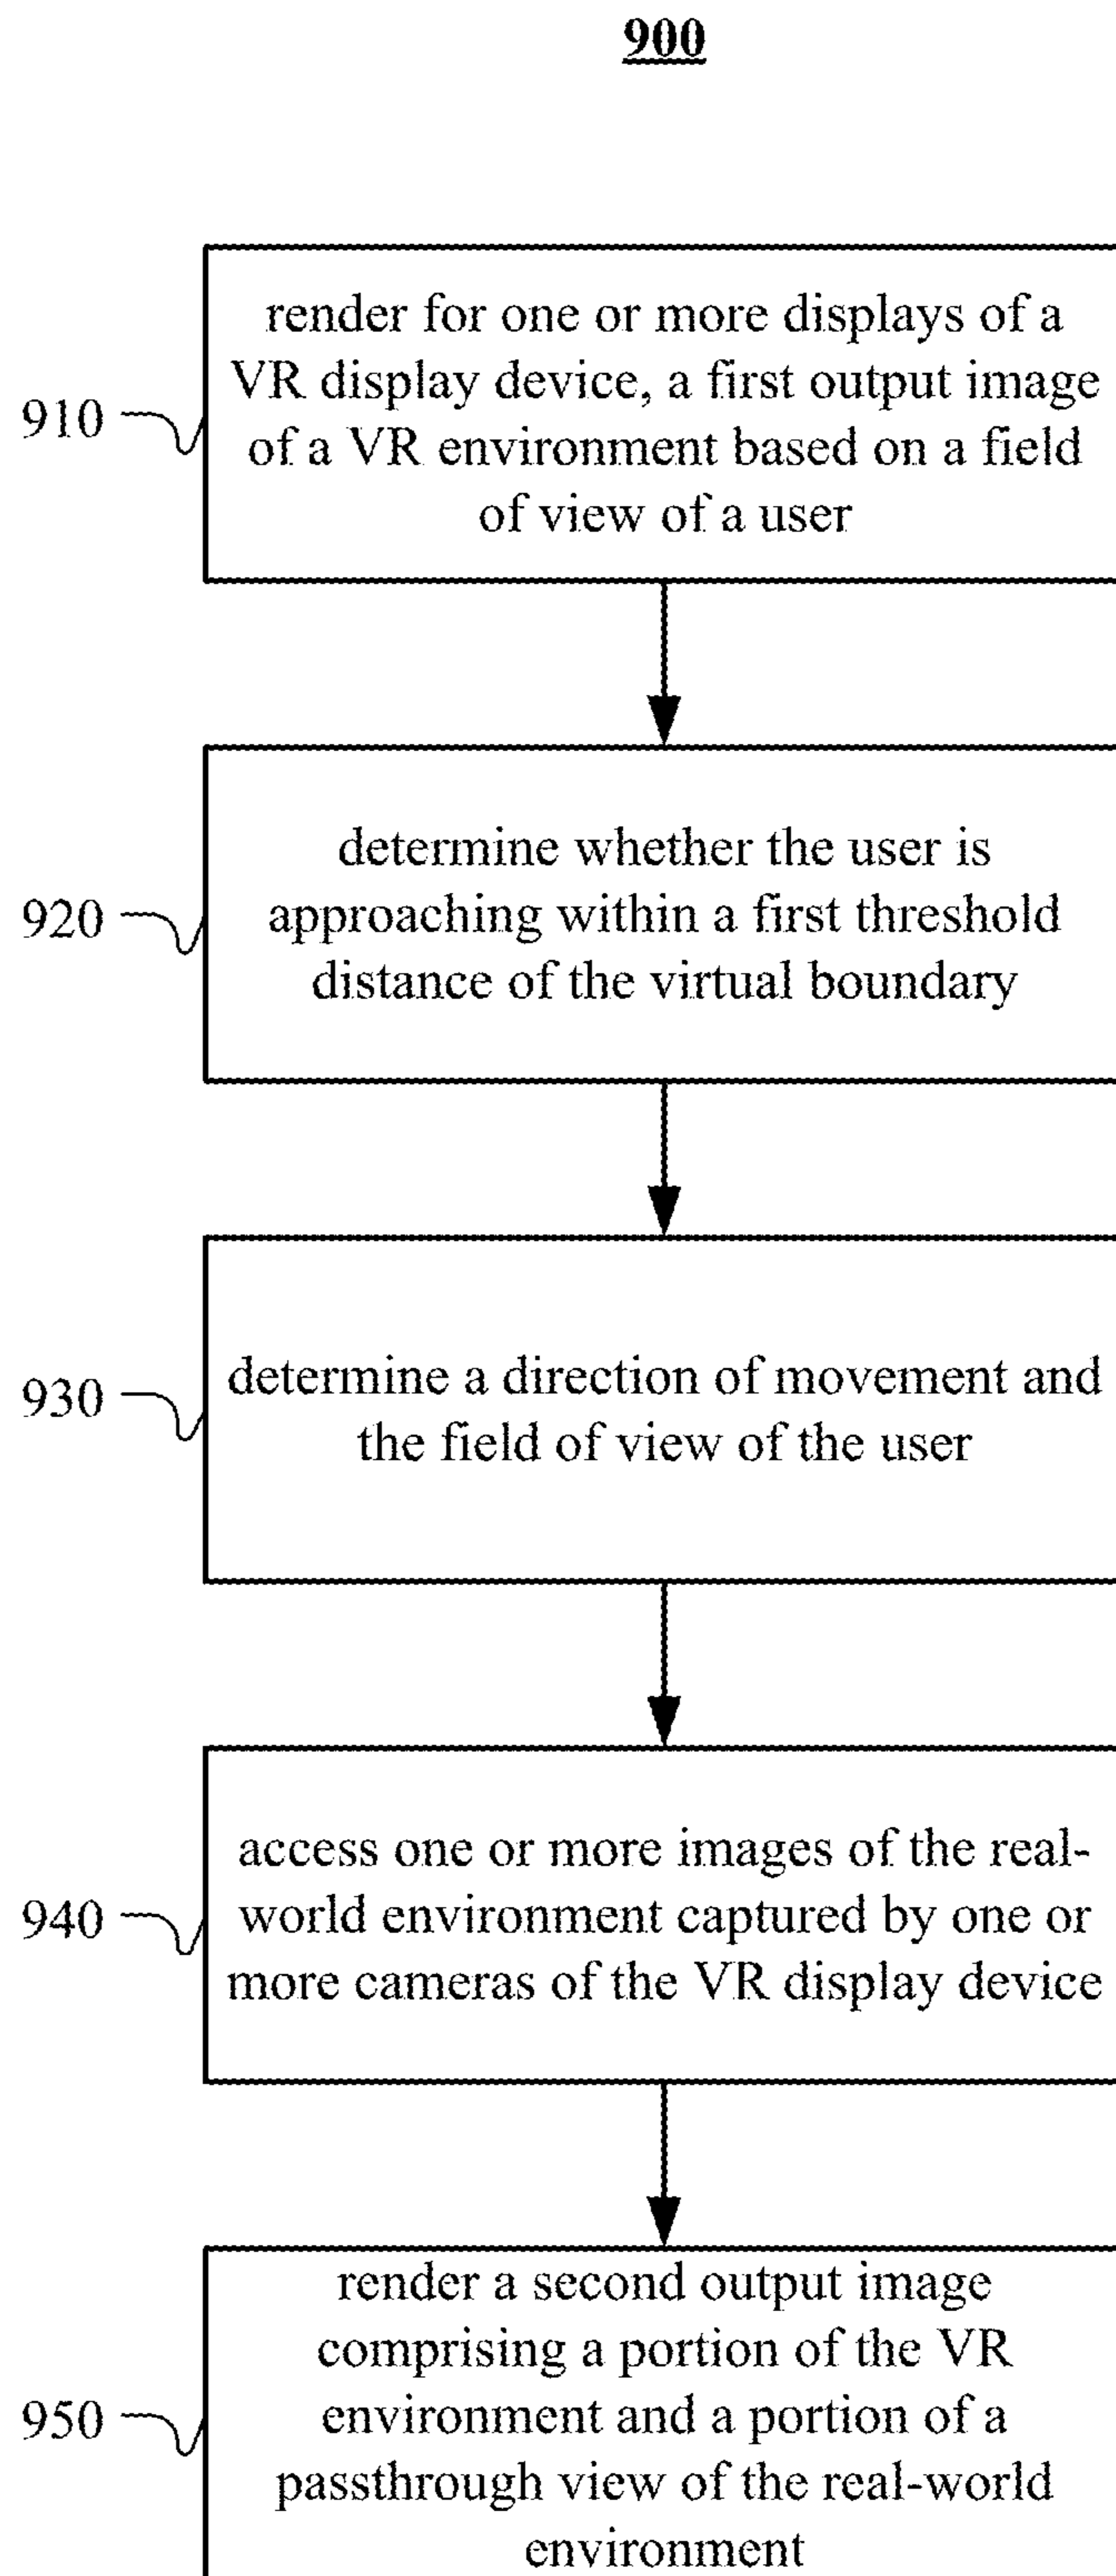 900
render for one or more displays of a
VR display device, a first output image
of a VR environment based on a field
of view of a user
910
determine whether the user is
approaching within a first threshold
distance of the virtual boundary
920
determine a direction of movement and
the field of view of the user
930
access one or more images of the real-
world environment captured by one or
more cameras of the VR display device
940
render a second output image
comprising a portion of the VR
environment and a portion of a
passthrough view of the real-world
environment
950